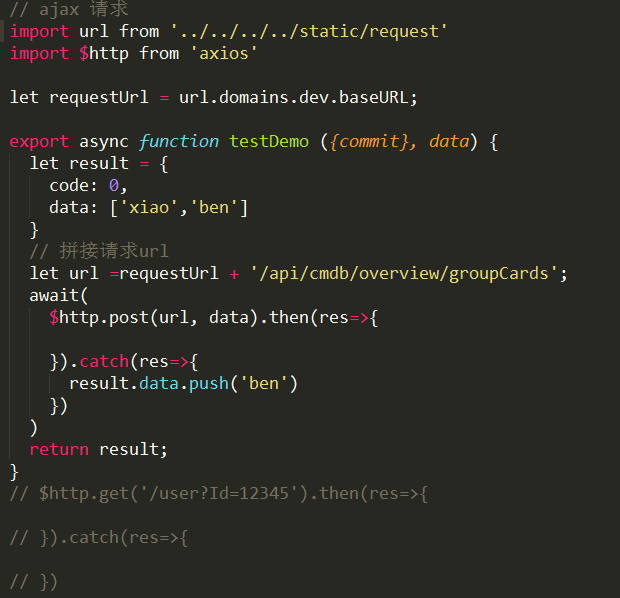 // ajax 请求
import url from '../../../../static/request'
import $http from 'axios'
let requestUrl = url.domains.dev.baseURL;
export async function testDemo ({commit}, data) {
let result = {
code: 0,
data: ['xiao','ben']
}
// 拼接请求url
let url =requestUrl + '/api/cmdb/overview/groupCards';
await(
$http.post(url, data).then(res=>{
}).catch(res=>{
result.data.push('ben')
})
)
return result;
}
// $http.get('/user?Id=12345').then(res=>{
// }).catch(res=>{
// })